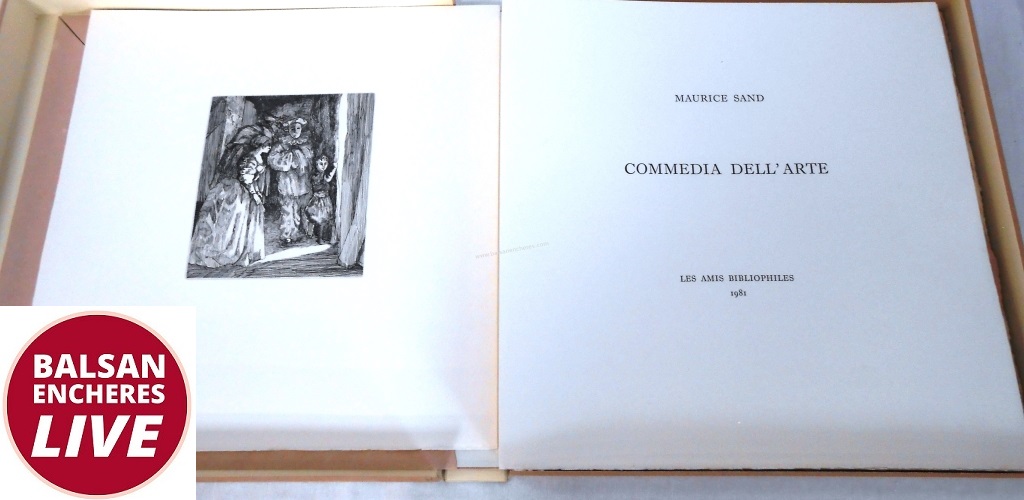 MAURICE SAND
COMMEDIA DELL'ARTE
LES AMIS BIBLIOPHILES
1981
BALSAN
ENCHERES
LIVE